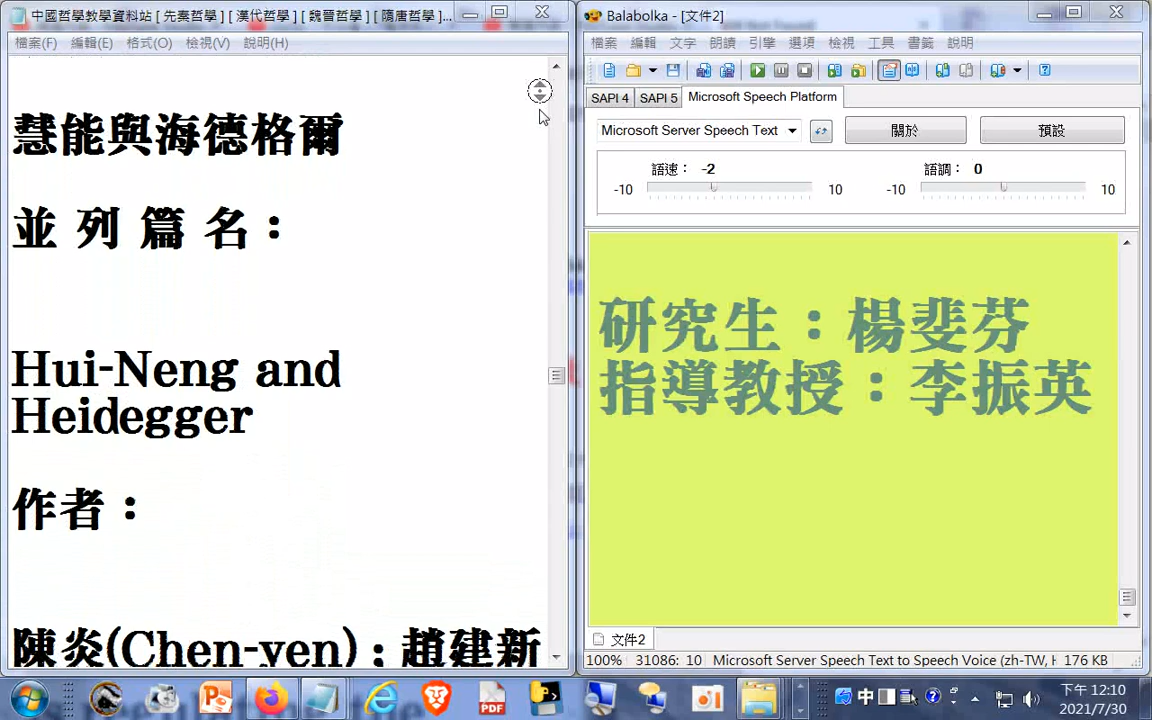 中國哲學教學資料站 [ 先秦哲學 ] [ 漢代哲學 ] [ 魏晉哲學 ] [ 隋唐哲學 ]...
檔案(F) 編輯(E) 格式(O) 檢視(V) 說明(H)
慧能與海德格爾
並 列 篇 名：
Hui-Neng and
Heidegger
作者：
陳炎(Chen-yen)；趙建新
Balabolka - [文件2]
檔案 編輯 文字 朗讀 引擎 選項 檢視 工具 書籤 說明
SAPI 4 SAPI 5 Microsoft Speech Platform
Microsoft Server Speech Text 關於 預設
語速： -2 語調： 0
-10 10 -10 10
研究生：楊斐芬
指導教授：李振英
文件2
100% 31086: 10 Microsoft Server Speech Text to Speech Voice (zh-TW, H 176 KB
PDF 中 下午 12:10
2021/7/30